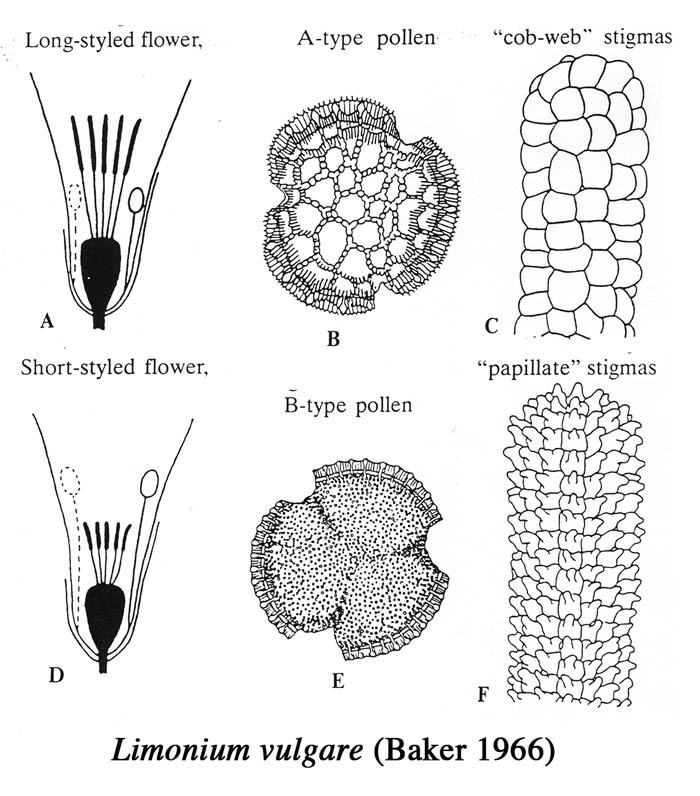 Long-styled flower,
A-type pollen
“cob-web” stigmas
A
B
C
Short-styled flower,
B-type pollen
“papillate” stigmas
D
E
F
Limonium vulgare (Baker 1966)